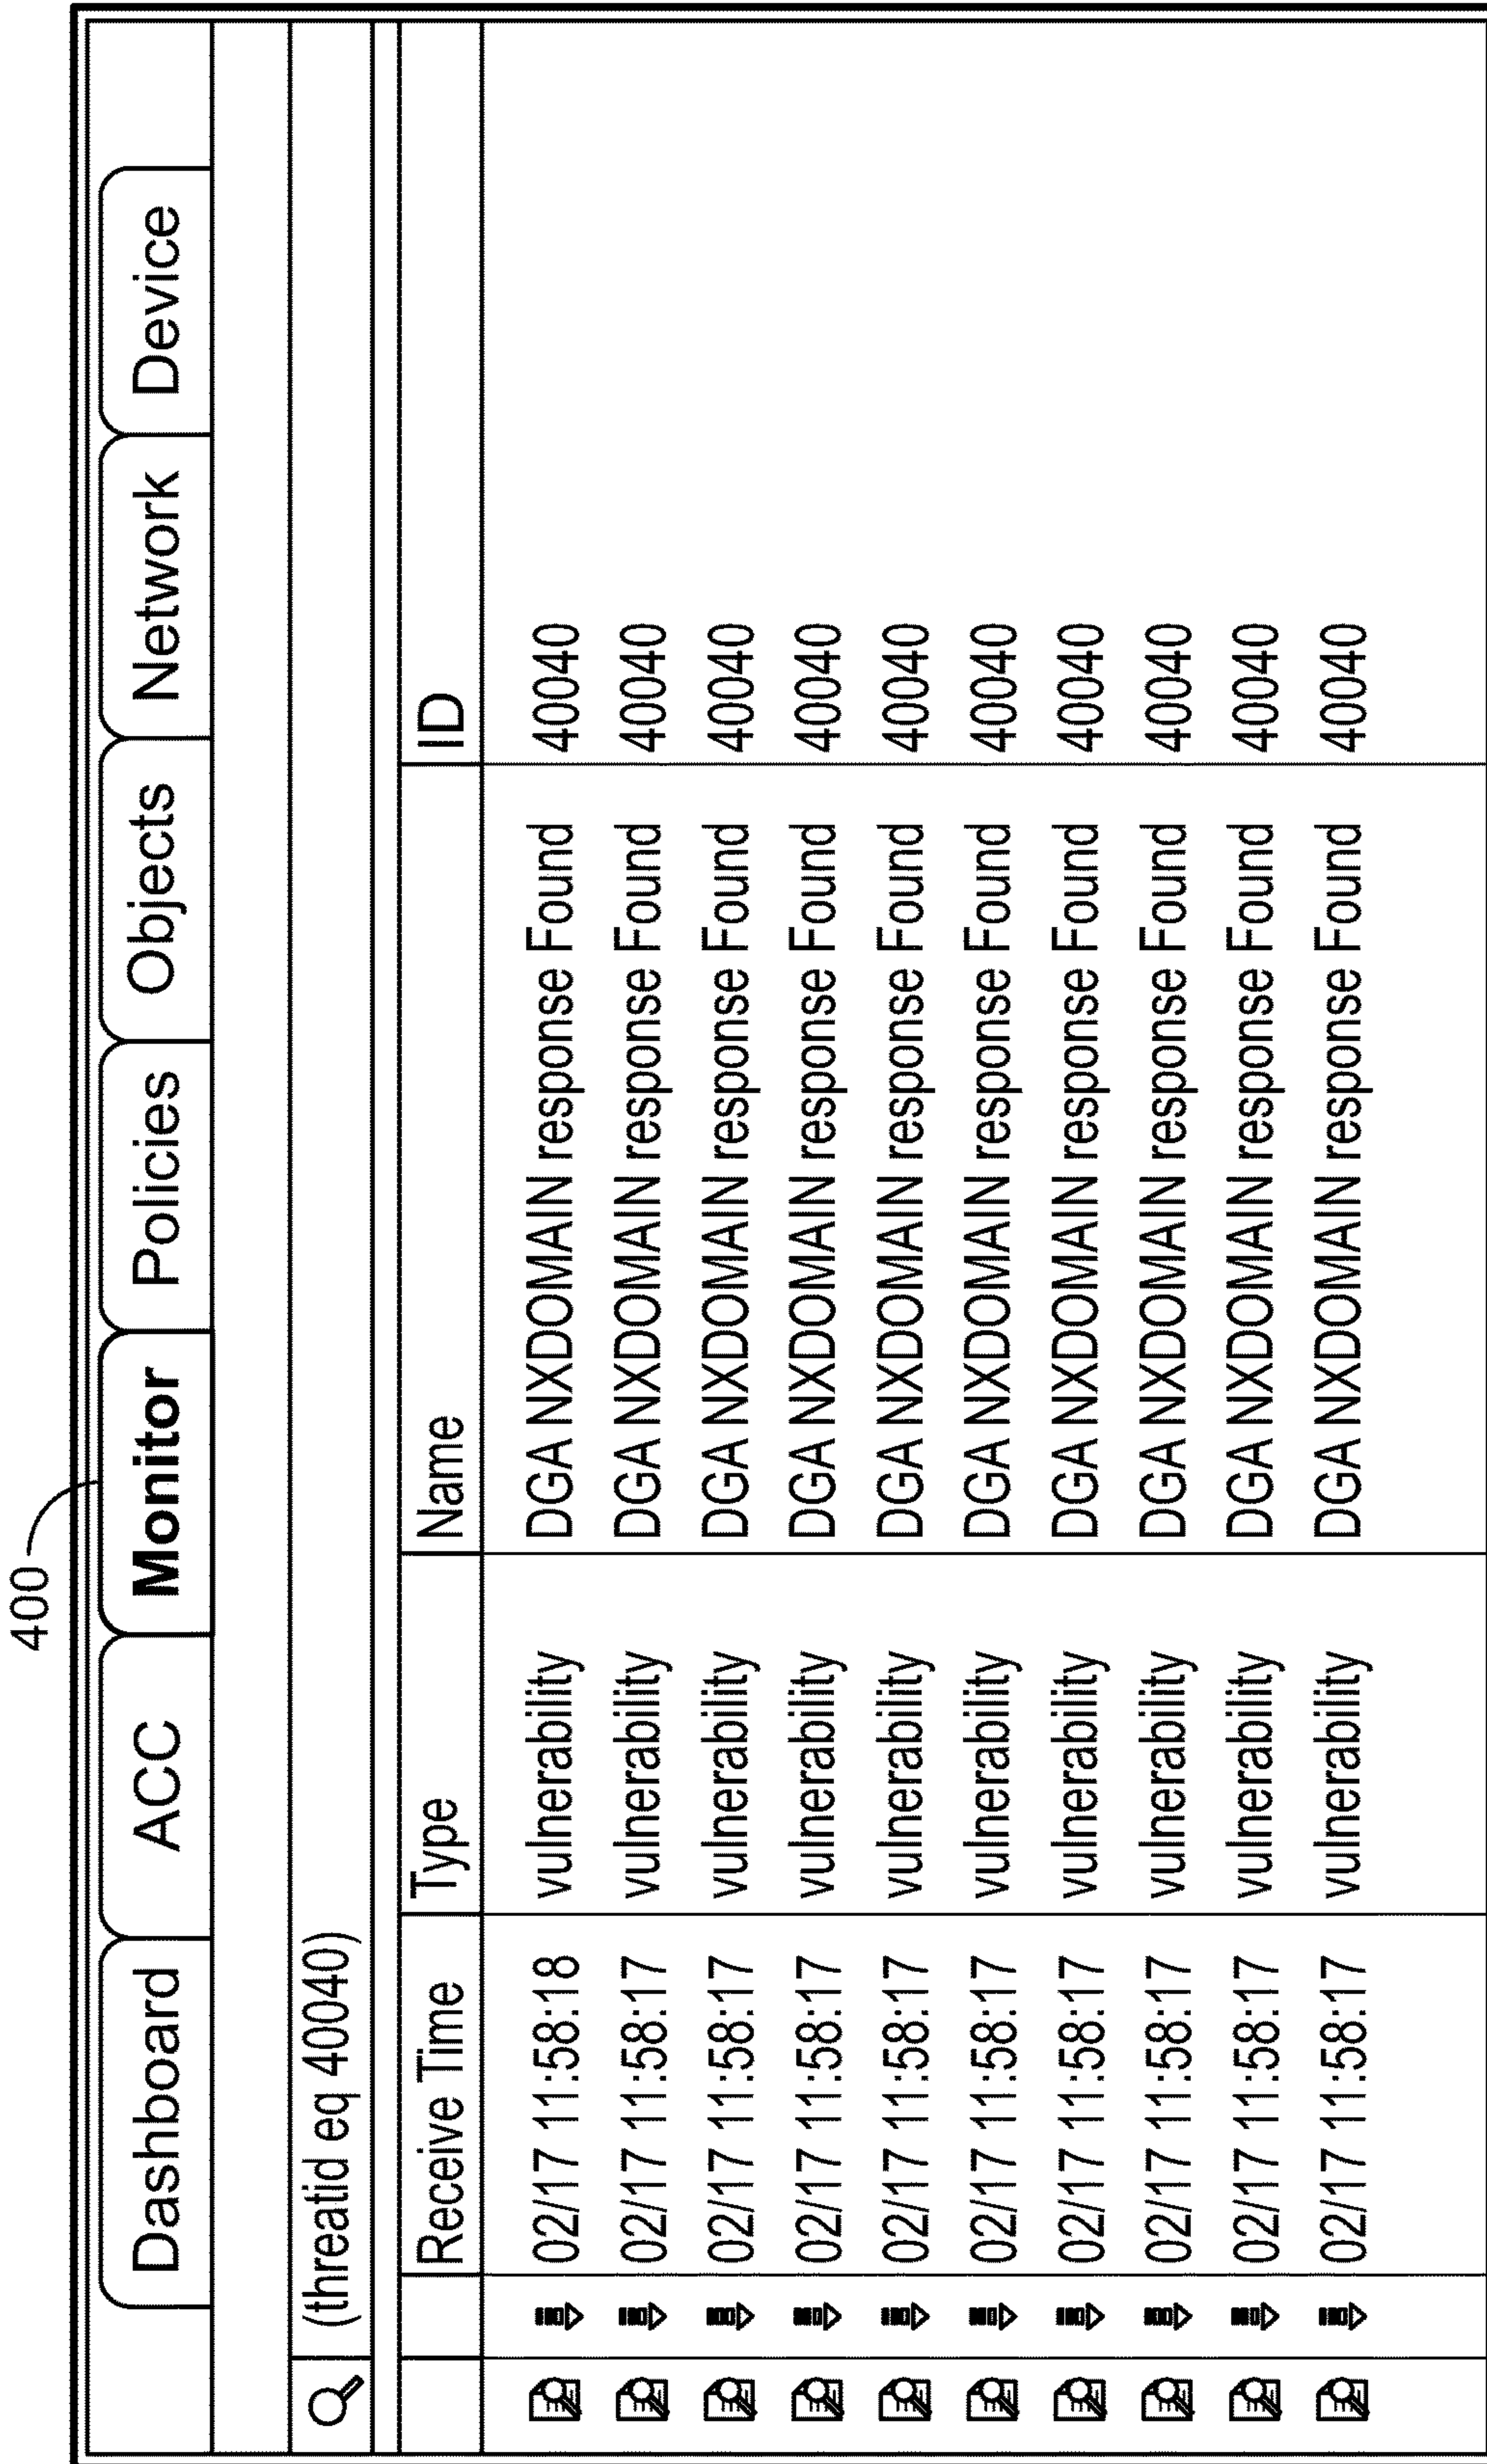 400
Dashboard ACC Monitor Policies Objects Network Device
(threatid eq 40040)
Receive Time Type Name ID
02/17 11:58:18 vulnerability DGA NXDOMAIN response Found 40040
02/17 11:58:17 vulnerability DGA NXDOMAIN response Found 40040
02/17 11:58:17 vulnerability DGA NXDOMAIN response Found 40040
02/17 11:58:17 vulnerability DGA NXDOMAIN response Found 40040
02/17 11:58:17 vulnerability DGA NXDOMAIN response Found 40040
02/17 11:58:17 vulnerability DGA NXDOMAIN response Found 40040
02/17 11:58:17 vulnerability DGA NXDOMAIN response Found 40040
02/17 11:58:17 vulnerability DGA NXDOMAIN response Found 40040
02/17 11:58:17 vulnerability DGA NXDOMAIN response Found 40040
02/17 11:58:17 vulnerability DGA NXDOMAIN response Found 40040